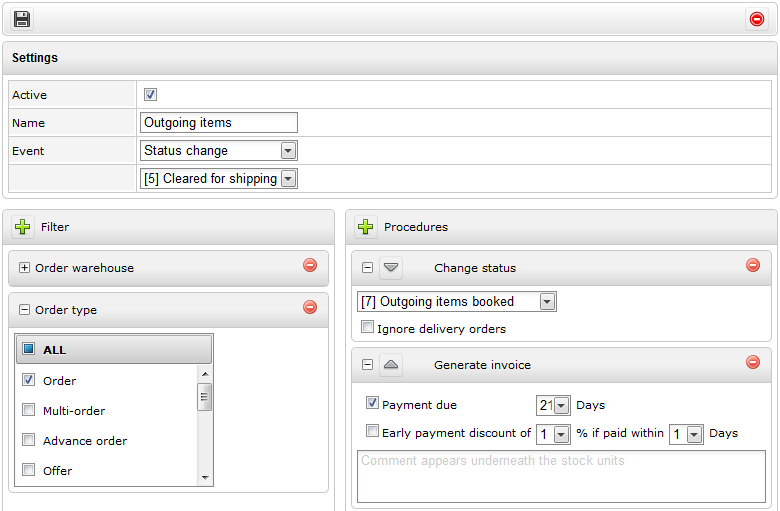 Settings
Active
Name Outgoing items
Event Status change
[5] Cleared for shipping
Filter
Order warehouse
Order type
ALL
Order
Multi-order
Advance order
Offer
Procedures
Change status
[7] Outgoing items booked
Ignore delivery orders
Generate invoice
Payment due 21 Days
Early payment discount of 1 % if paid within 1 Days
Comment appears underneath the stock units